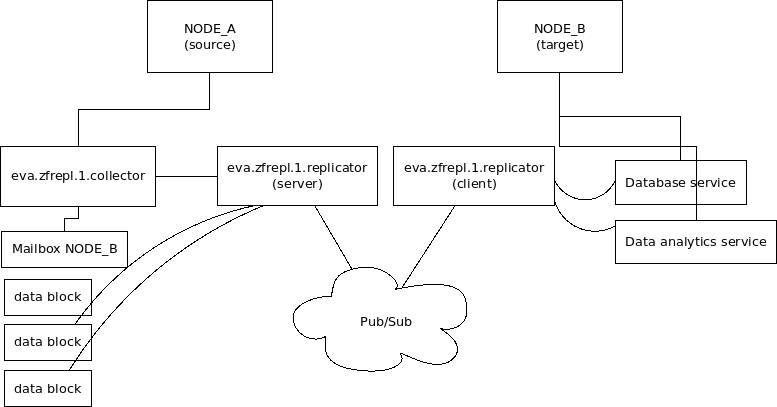 NODE_A
(source)
NODE_B
(target)
eva.zfrepl.1.collector
eva.zfrepl.1.replicator
(server)
eva.zfrepl.1.replicator
(client)
Database service
Data analytics service
Mailbox NODE_B
data block
data block
data block
Pub/Sub